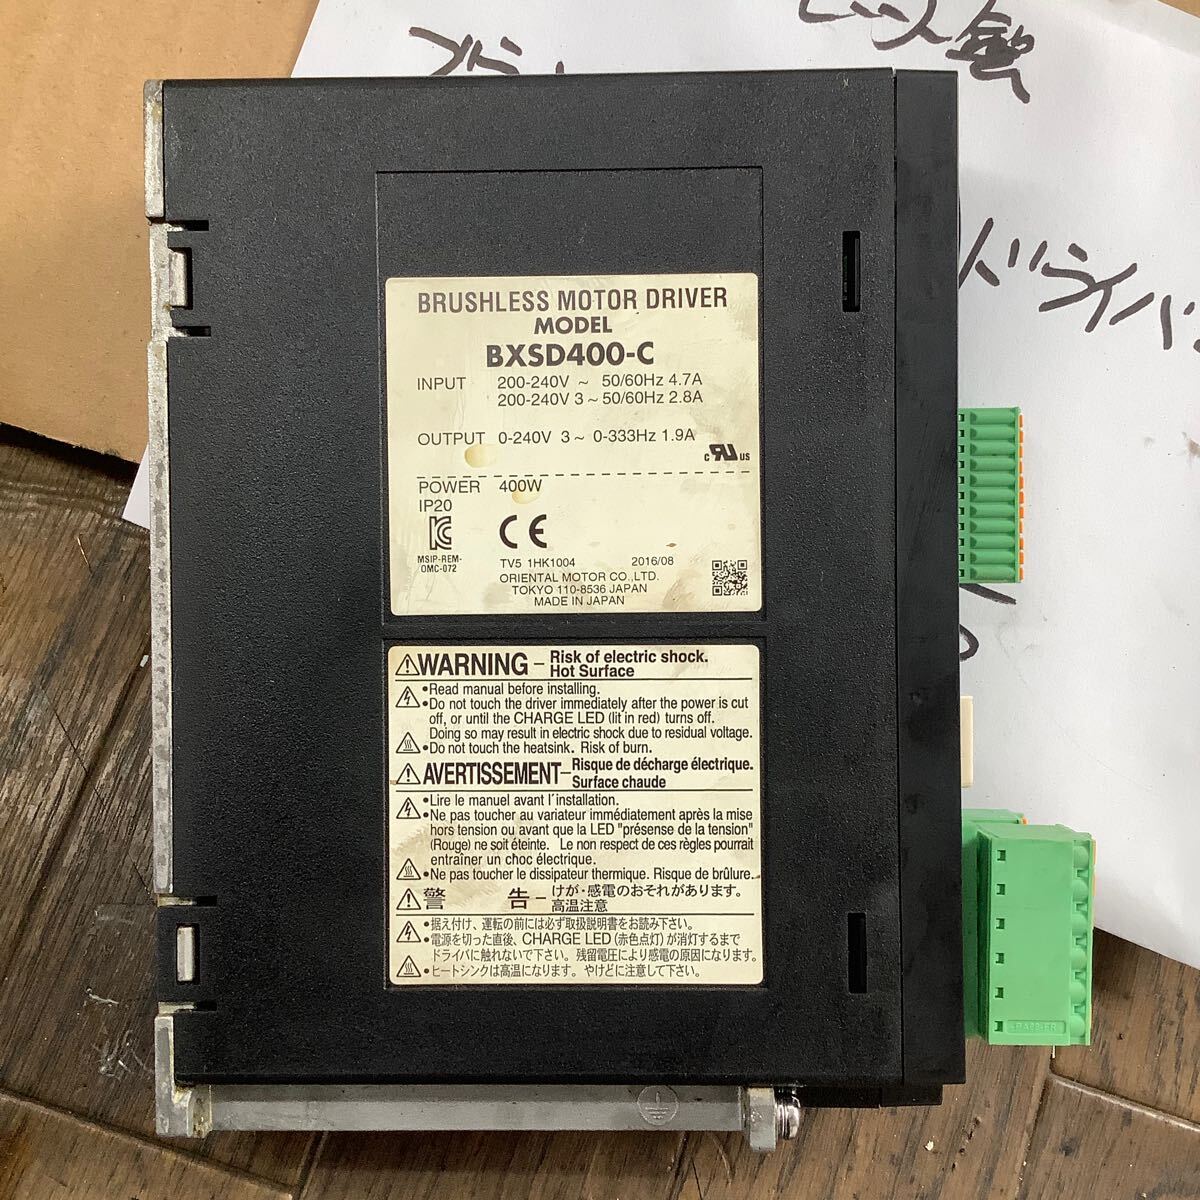 ドライバ
BRUSHLESS MOTOR DRIVER
MODEL
BXSD400-C
INPUT 200-240V ~ 50/60Hz 4.7A
200-240V 3~50/60Hz 2.8A
OUTPUT 0-240V 3~ 0-333Hz 1.9A
c RU us
POWER 400W
IP20
CE
MSIP-REM-
OMC-072
TV5 1HK1004 2016/08
ORIENTAL MOTOR CO.,LTD.
TOKYO 110-8536 JAPAN
MADE IN JAPAN
WARNING - Risk of electric shock.
Hot Surface
•Read manual before installing.
•Do not touch the driver immediately after the power is cut
off, or until the CHARGE LED (lit in red) turns off.
Doing so may result in electric shock due to residual voltage.
•Do not touch the heatsink. Risk of burn.
AVERTISSEMENT- Risque de décharge électrique.
Surface chaude
•Lire le manuel avant l'installation.
•Ne pas toucher au variateur immédiatement après la mise
hors tension ou avant que la LED "présense de la tension"
(Rouge) ne soit éteinte. Le non respect de ces règles pourrait
entraîner un choc électrique.
•Ne pas toucher le dissipateur thermique. Risque de brûlure.
警 告 - けが・感電のおそれがあります。
高温注意
•据え付け、運転の前には必ず取扱説明書をお読み下さい。
•電源を切った直後、CHARGE LED (赤色点灯) が消灯するまで
ドライバに触れないで下さい。残留電圧により感電の原因になります。
•ヒートシンクは高温になります。やけどに注意して下さい。